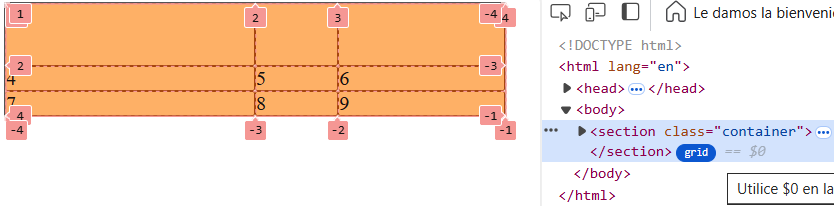 1 2 3 -4 4
2 -3
4 5 6
7 8 9
4 -1
-4 -3 -2 -1
Le damos la bienveni
<!DOCTYPE html>
<html lang="en">
<head> ... </head>
<body>
... <section class="container"> ...
</section> grid == $0
</body>
</html>
Utilice $0 en la